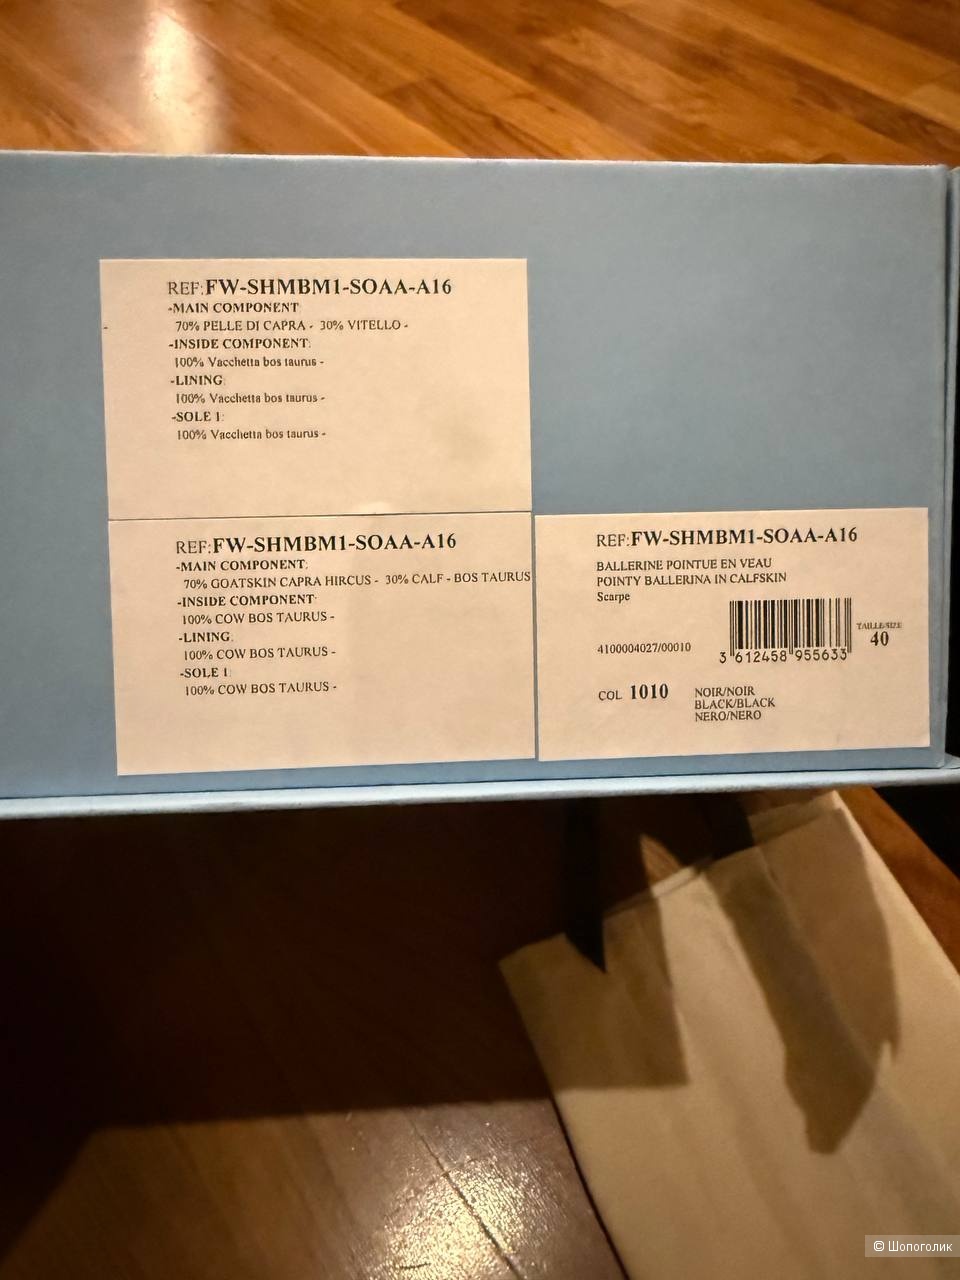 REF:FW-SHMBM1-SOAA-A16
-MAIN COMPONENT
70% PELLE DI CAPRA - 30% VITELLO -
-INSIDE COMPONENT:
100% Vacchetta bos taurus -
-LINING:
100% Vacchetta bos taurus -
-SOLE 1:
100% Vacchetta bos taurus -
REF:FW-SHMBM1-SOAA-A16
-MAIN COMPONENT:
70% GOATSKIN CAPRA HIRCUS - 30% CALF - BOS TAURUS
-INSIDE COMPONENT:
100% COW BOS TAURUS -
-LINING:
100% COW BOS TAURUS -
-SOLE 1:
100% COW BOS TAURUS -
REF:FW-SHMBM1-SOAA-A16
BALLERINE POINTUE EN VEAU
POINTY BALLERINA IN CALFSKIN
Scarpe
TAILLE/SIZE
40
4100004027/00010
3 612458 955633
COL 1010 NOIR/NOIR
BLACK/BLACK
NERO/NERO
© Шопоголик